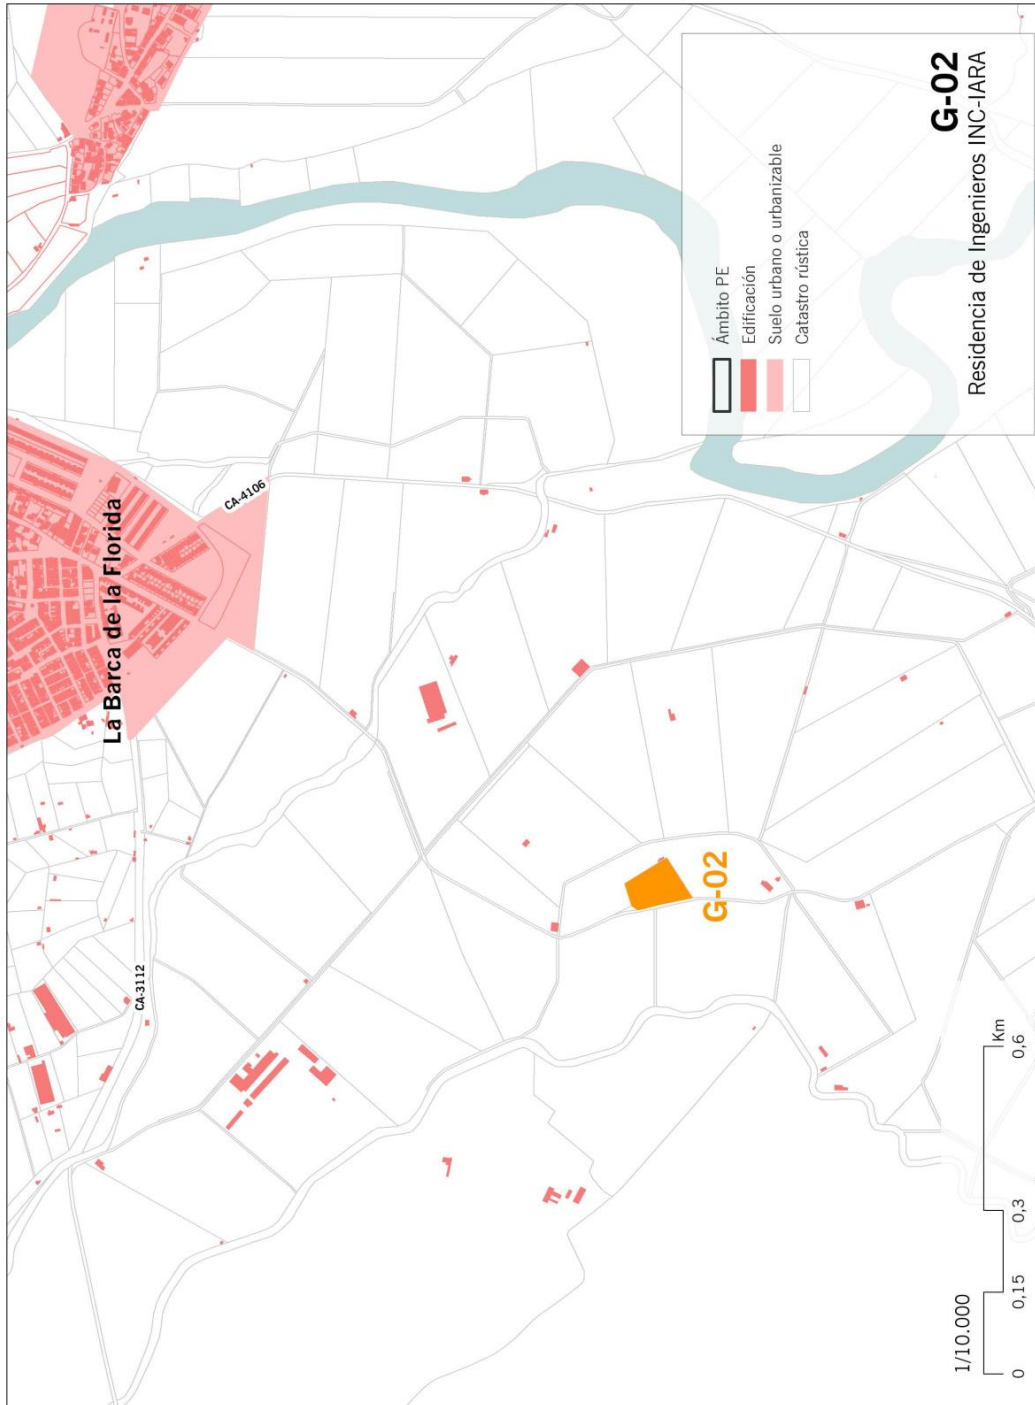 La Barca de la Florida
CA-4106
CA-3112
G-02
G-02
Residencia de Ingenieros INC-IARA
Ámbito PE
Edificación
Suelo urbano o urbanizable
Catastro rústica
1/10.000
Km
0 0,15 0,3 0,6